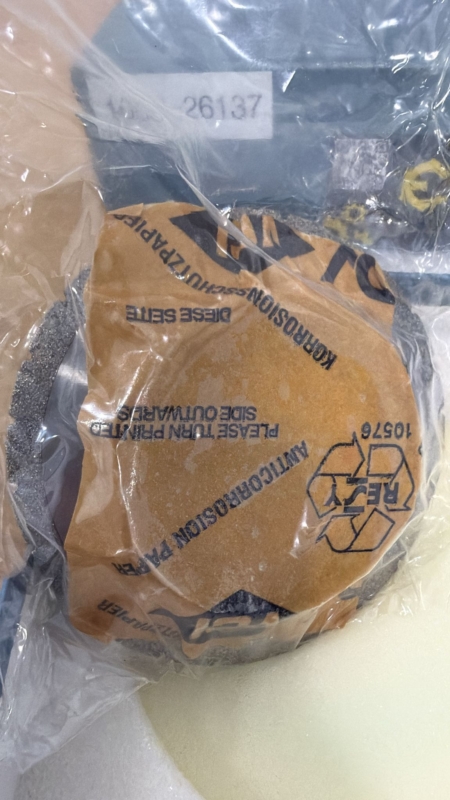 26137
KORROSIONSSCHUTZPAPIER
DIESE SEITE
PLEASE TURN PRINTED
SIDE OUTWARDS
10576
RESY
ANTICORROSION PAPER